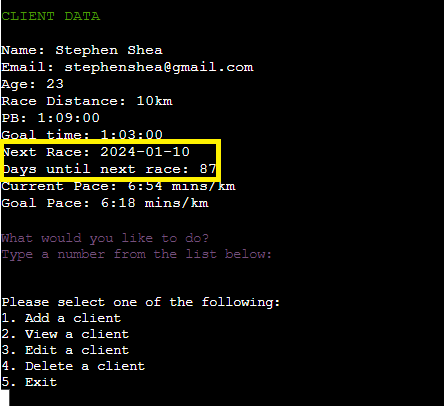 CLIENT DATA
Name: Stephen Shea
Email: stephenshea@gmail.com
Age: 23
Race Distance: 10km
PB: 1:09:00
Goal time: 1:03:00
Next Race: 2024-01-10
Days until next race: 87
Current Pace: 6:54 mins/km
Goal Pace: 6:18 mins/km
What would you like to do?
Type a number from the list below:
Please select one of the following:
1. Add a client
2. View a client
3. Edit a client
4. Delete a client
5. Exit